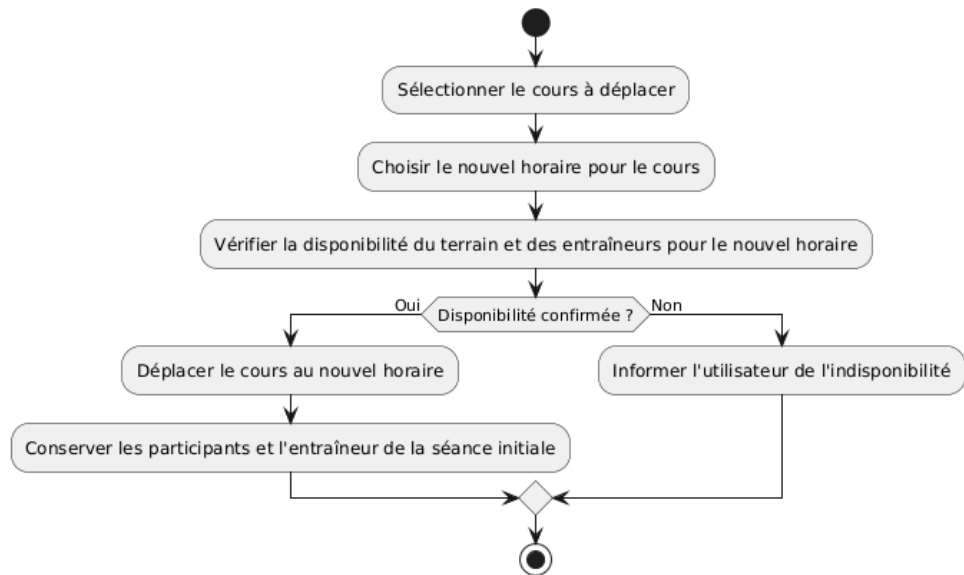 Sélectionner le cours à déplacer
Choisir le nouvel horaire pour le cours
Vérifier la disponibilité du terrain et des entraîneurs pour le nouvel horaire
Oui
Disponibilité confirmée ?
Non
Déplacer le cours au nouvel horaire
Informer l'utilisateur de l'indisponibilité
Conserver les participants et l'entraîneur de la séance initiale